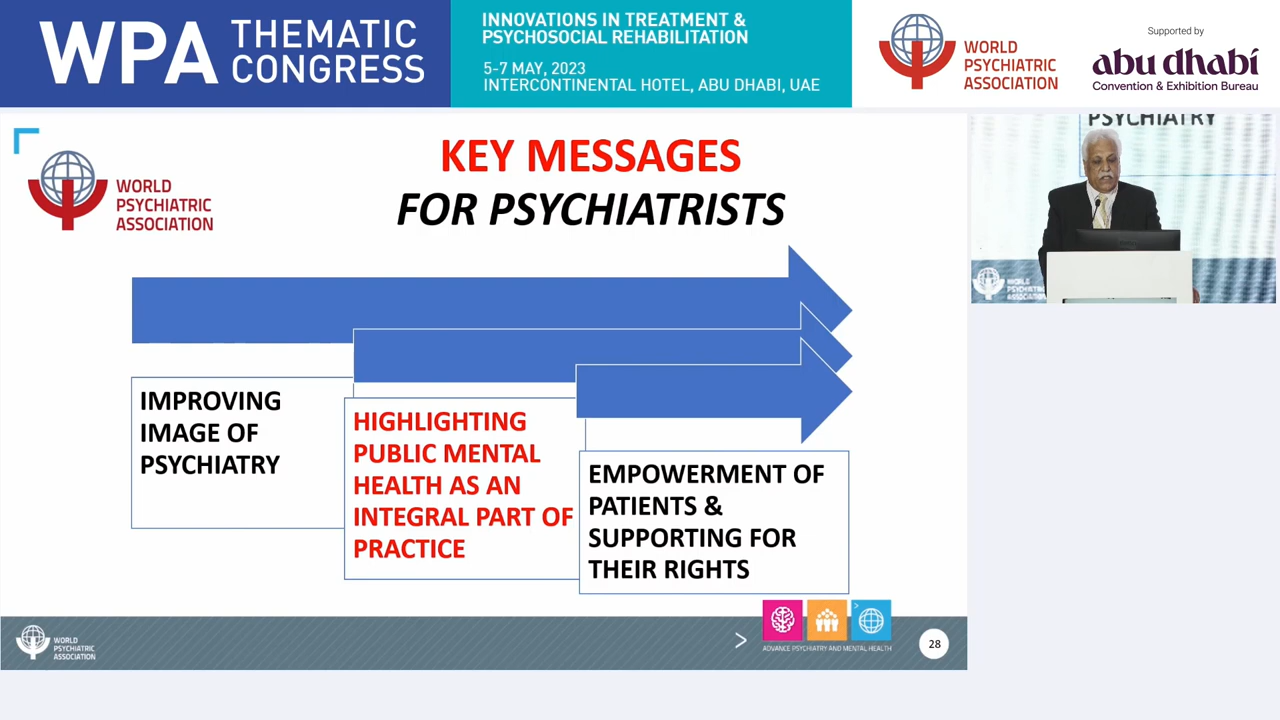 WPA THEMATIC
CONGRESS
INNOVATIONS IN TREATMENT &
PSYCHOSOCIAL REHABILITATION
5-7 MAY, 2023
INTERCONTINENTAL HOTEL, ABU DHABI, UAE
WORLD
PSYCHIATRIC
ASSOCIATION
Supported by
abu dhabi
Convention & Exhibition Bureau
WORLD
PSYCHIATRIC
ASSOCIATION
KEY MESSAGES
FOR PSYCHIATRISTS
IMPROVING
IMAGE OF
PSYCHIATRY
HIGHLIGHTING
PUBLIC MENTAL
HEALTH AS AN
INTEGRAL PART OF
PRACTICE
EMPOWERMENT OF
PATIENTS &
SUPPORTING FOR
THEIR RIGHTS
WORLD
PSYCHIATRIC
ASSOCIATION
>
ADVANCE PSYCHIATRY AND MENTAL HEALTH
28
PSYCHIATRY
WORLD
PSYCHIATRIC
ASSOCIATION